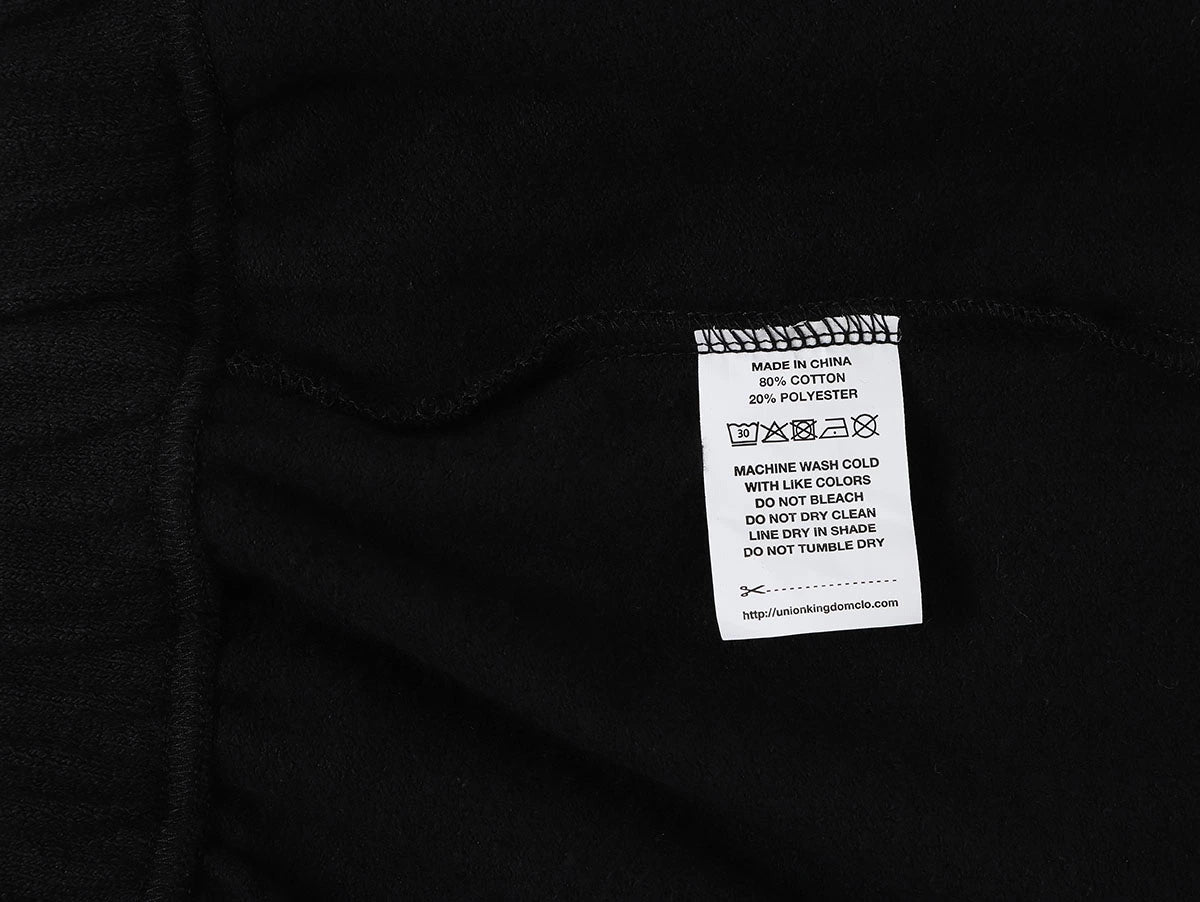 MADE IN CHINA
80% COTTON
20% POLYESTER
30
MACHINE WASH COLD
WITH LIKE COLORS
DO NOT BLEACH
DO NOT DRY CLEAN
LINE DRY IN SHADE
DO NOT TUMBLE DRY
http://unionkingdomclo.com